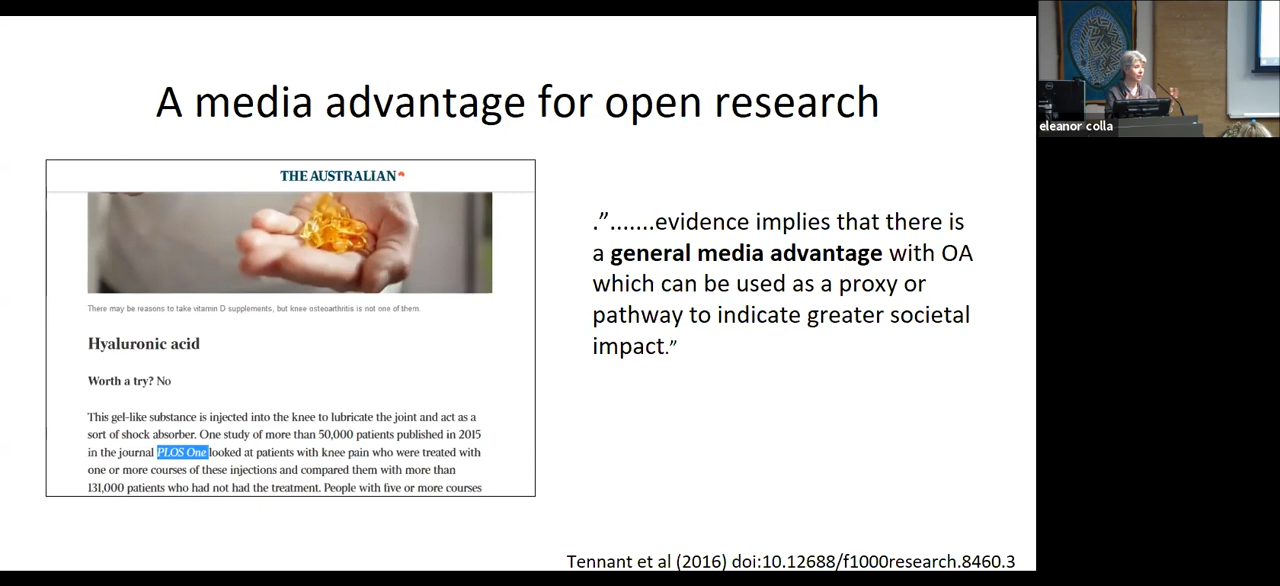 A media advantage for open research
THE AUSTRALIAN
There may be reasons to take vitamin D supplements, but knee osteoarthritis is not one of them.
Hyaluronic acid
Worth a try? No
This gel-like substance is injected into the knee to lubricate the joint and act as a
sort of shock absorber. One study of more than 50,000 patients published in 2015
in the journal PLOS One looked at patients with knee pain who were treated with
one or more courses of these injections and compared them with more than
131,000 patients who had not had the treatment. People with five or more courses
.”.......evidence implies that there is
a general media advantage with OA
which can be used as a proxy or
pathway to indicate greater societal
impact.”
Tennant et al (2016) doi:10.12688/f1000research.8460.3
eleanor colla